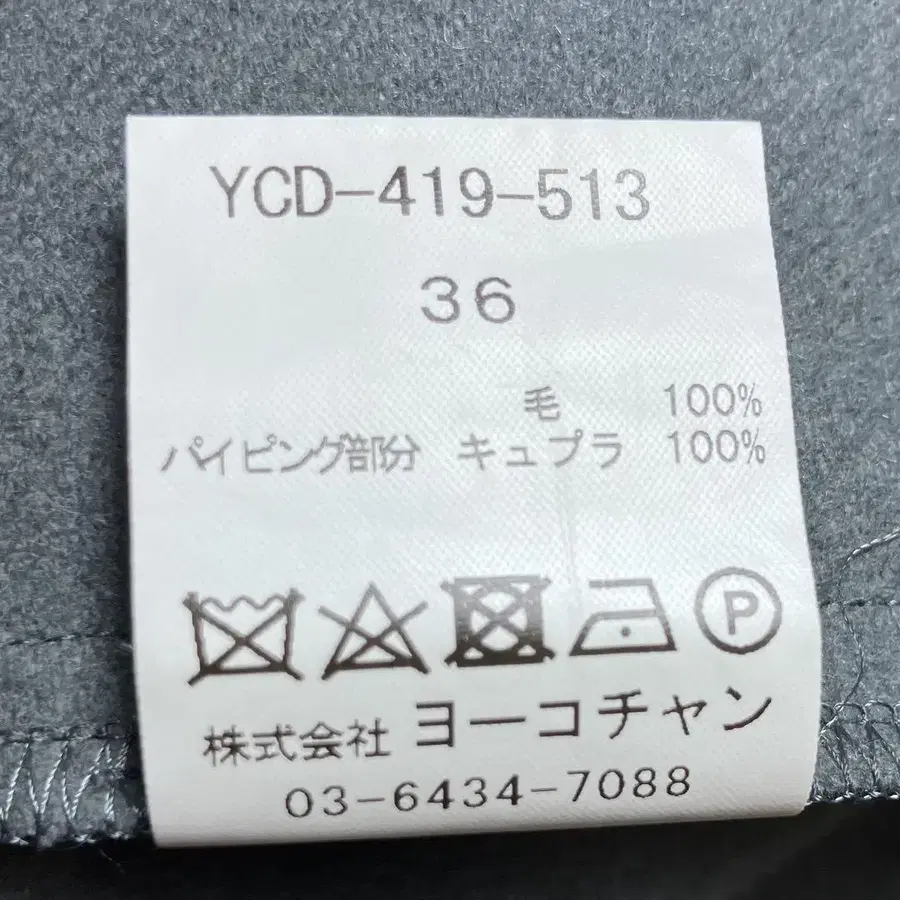 YCD-419-513
36
毛 100%
パイピング部分 キュプラ 100%
P
株式会社 ヨーコチャン
03-6434-7088